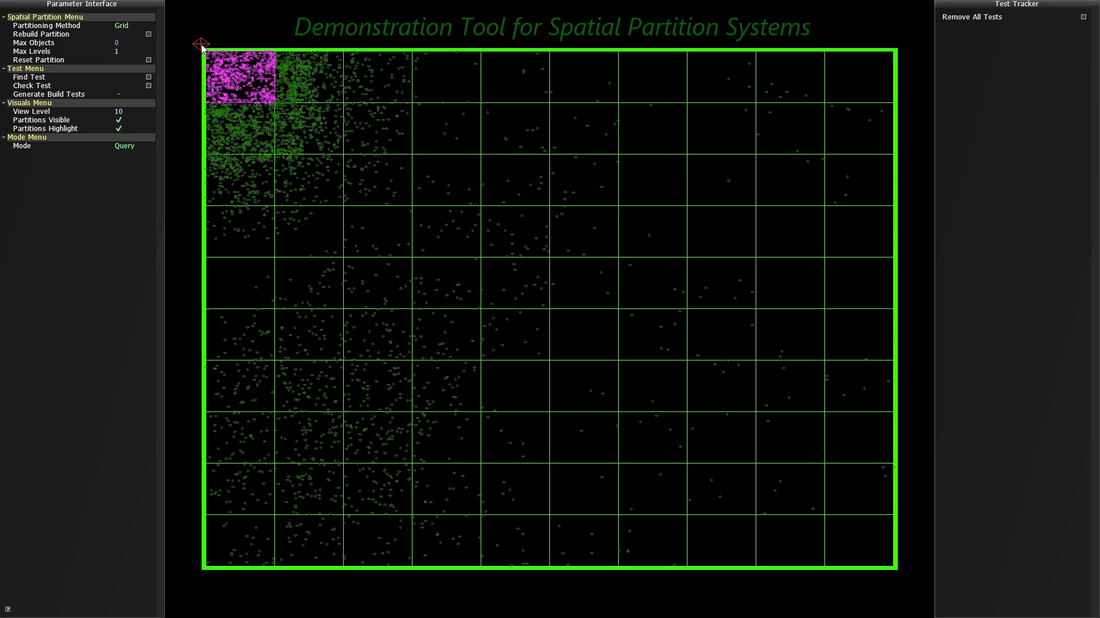 Parameter Interface
Spatial Partition Menu
Partitioning Method Grid
Rebuild Partition
Max Objects 0
Max Levels 1
Reset Partition
Test Menu
Find Test
Check Test
Generate Build Tests -
Visuals Menu
View Level 10
Partitions Visible
Partitions Highlight
Mode Menu
Mode Query
Demonstration Tool for Spatial Partition Systems
Test Tracker
Remove All Tests